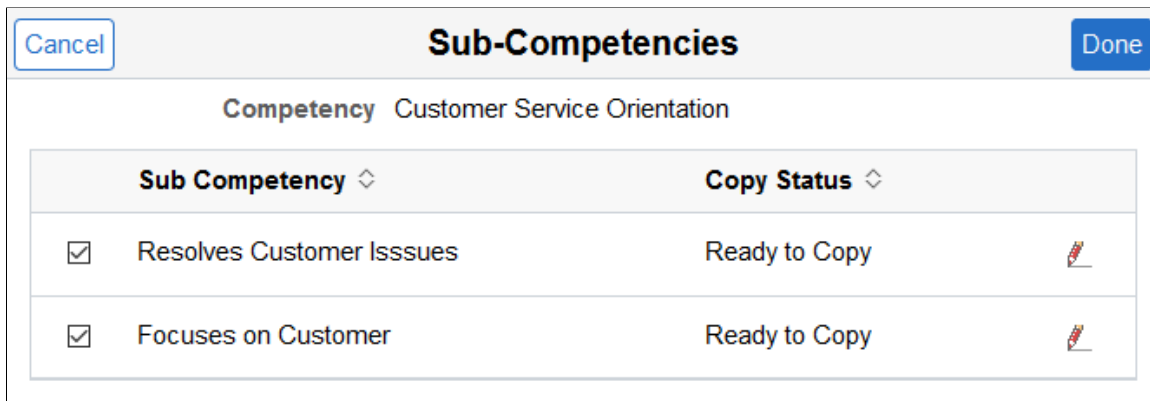 Cancel Sub-Competencies Done
Competency Customer Service Orientation
Sub Competency Copy Status
Resolves Customer Isssues Ready to Copy
Focuses on Customer Ready to Copy